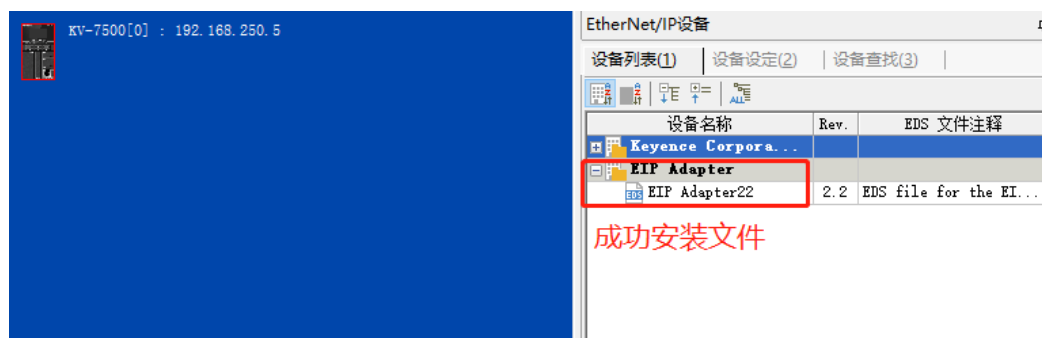 KV-7500[0] : 192.168.250.5
EtherNet/IP设备
设备列表(1) 设备设定(2) 设备查找(3)
设备名称 Rev. EDS 文件注释
Keyence Corpora...
EIP Adapter
EIP Adapter22 2.2 EDS file for the EI...
成功安装文件